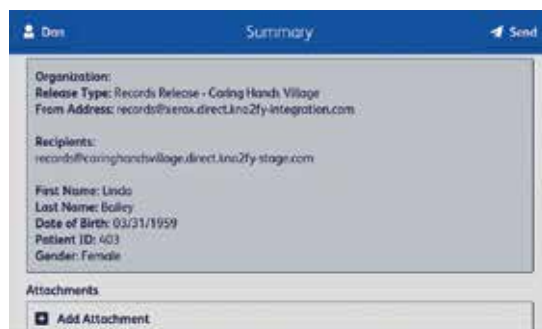 Dan Summary Send
Organization:
Release Type: Records Release - Caring Hands Village
From Address: records@xerox.direct.kno2fy-integration.com
Recipients:
records@caringhandsvillage.direct.kno2fy-stage.com
First Name: Linda
Last Name: Bailey
Date of Birth: 03/31/1959
Patient ID: 403
Gender: Female
Attachments
Add Attachment